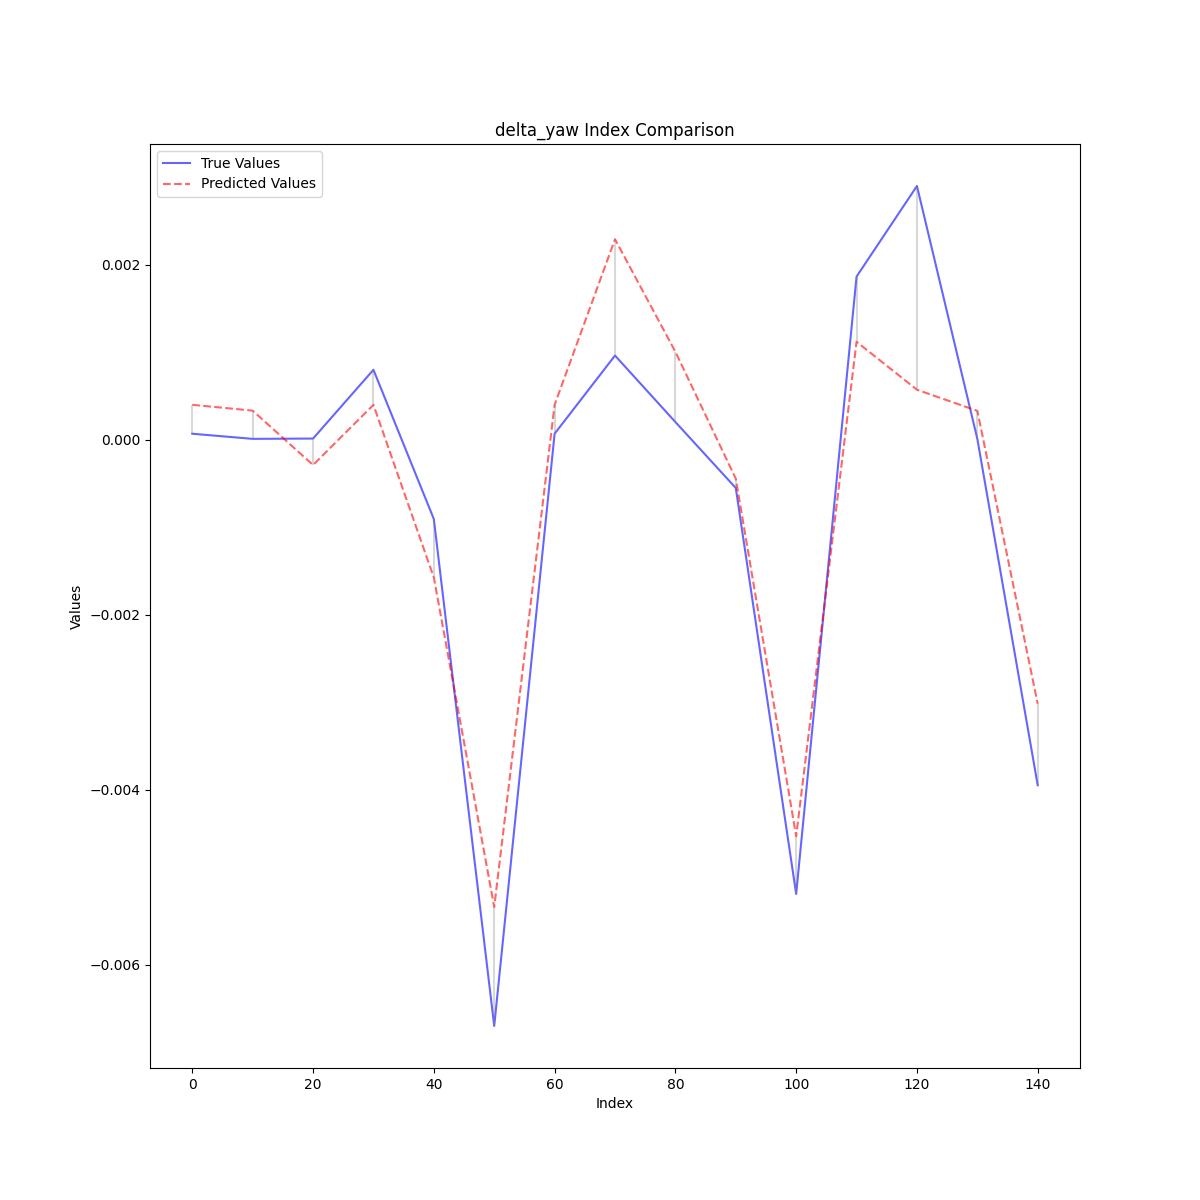 delta_yaw Index Comparison
True Values
Predicted Values
0.002
0.000
−0.002
−0.004
−0.006
Values
0 20 40 60 80 100 120 140
Index